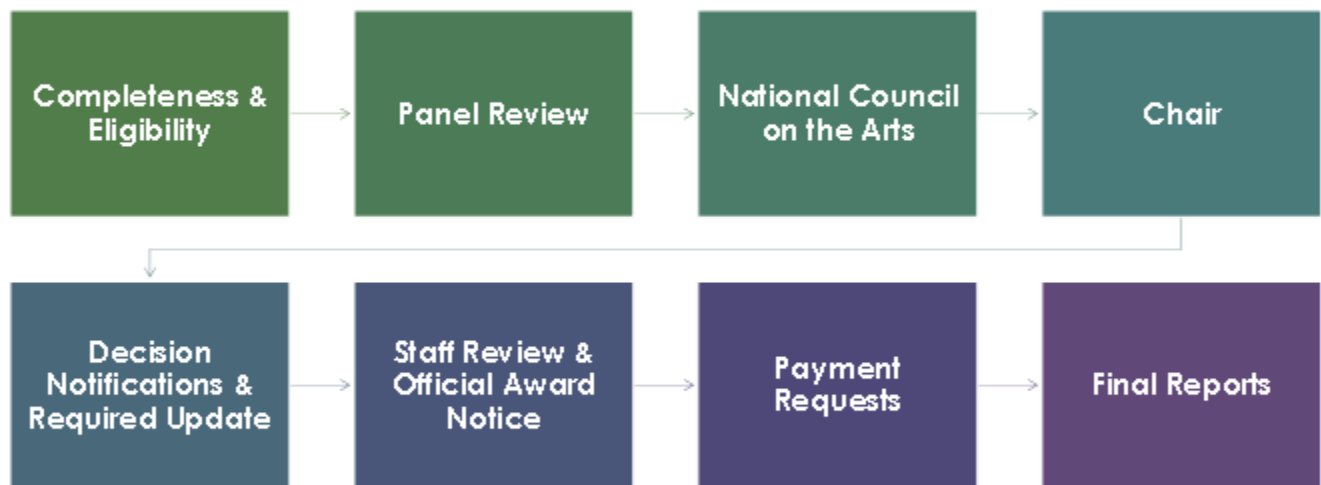 Completeness &
Eligibility
Panel Review
National Council
on the Arts
Chair
Decision
Notifications &
Required Update
Staff Review &
Official Award
Notice
Payment
Requests
Final Reports